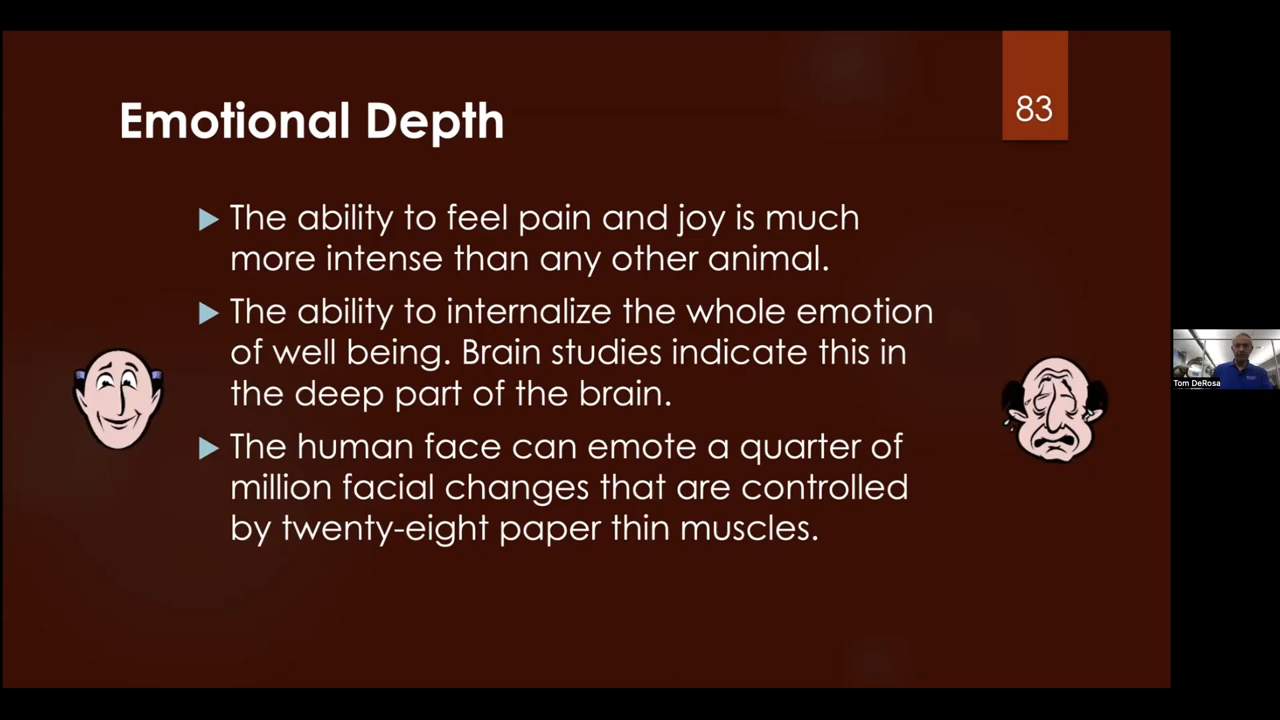 Emotional Depth
83
The ability to feel pain and joy is much
more intense than any other animal.
The ability to internalize the whole emotion
of well being. Brain studies indicate this in
the deep part of the brain.
The human face can emote a quarter of
million facial changes that are controlled
by twenty-eight paper thin muscles.
Tom DeRosa